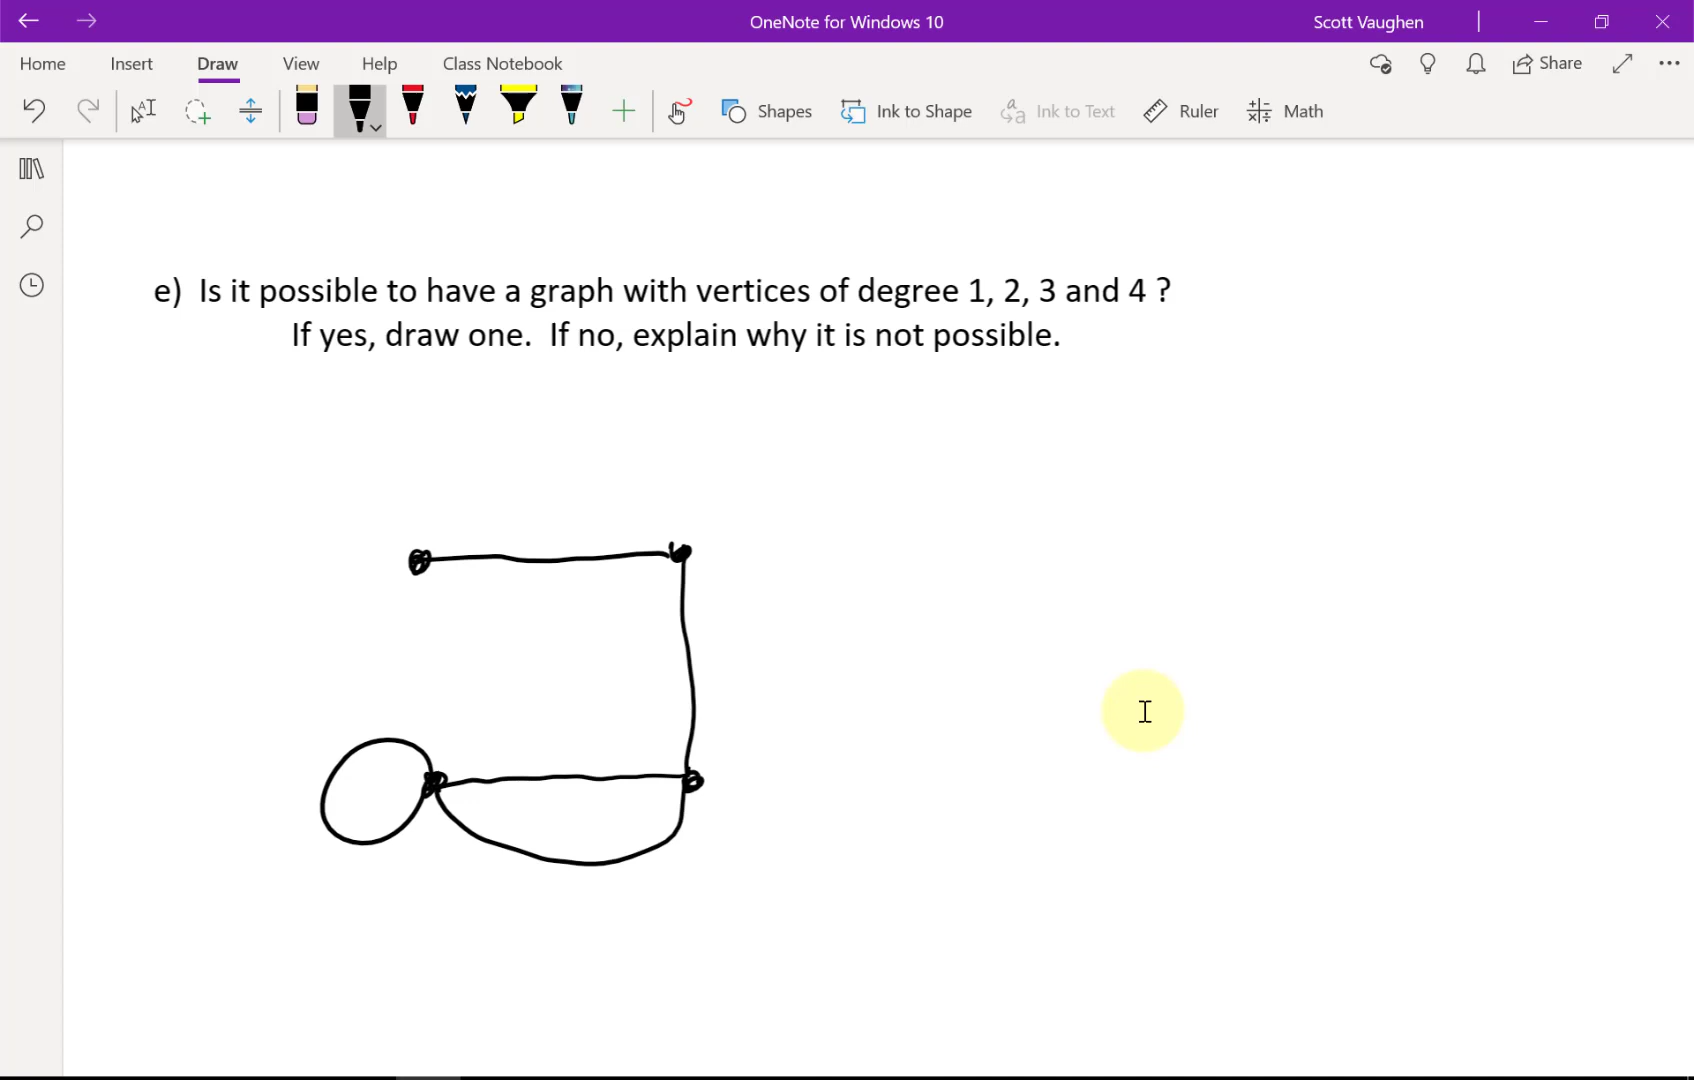 OneNote for Windows 10
Scott Vaughen
Home Insert Draw View Help Class Notebook
Share
Shapes Ink to Shape Ink to Text Ruler Math
e) Is it possible to have a graph with vertices of degree 1, 2, 3 and 4 ?
If yes, draw one. If no, explain why it is not possible.